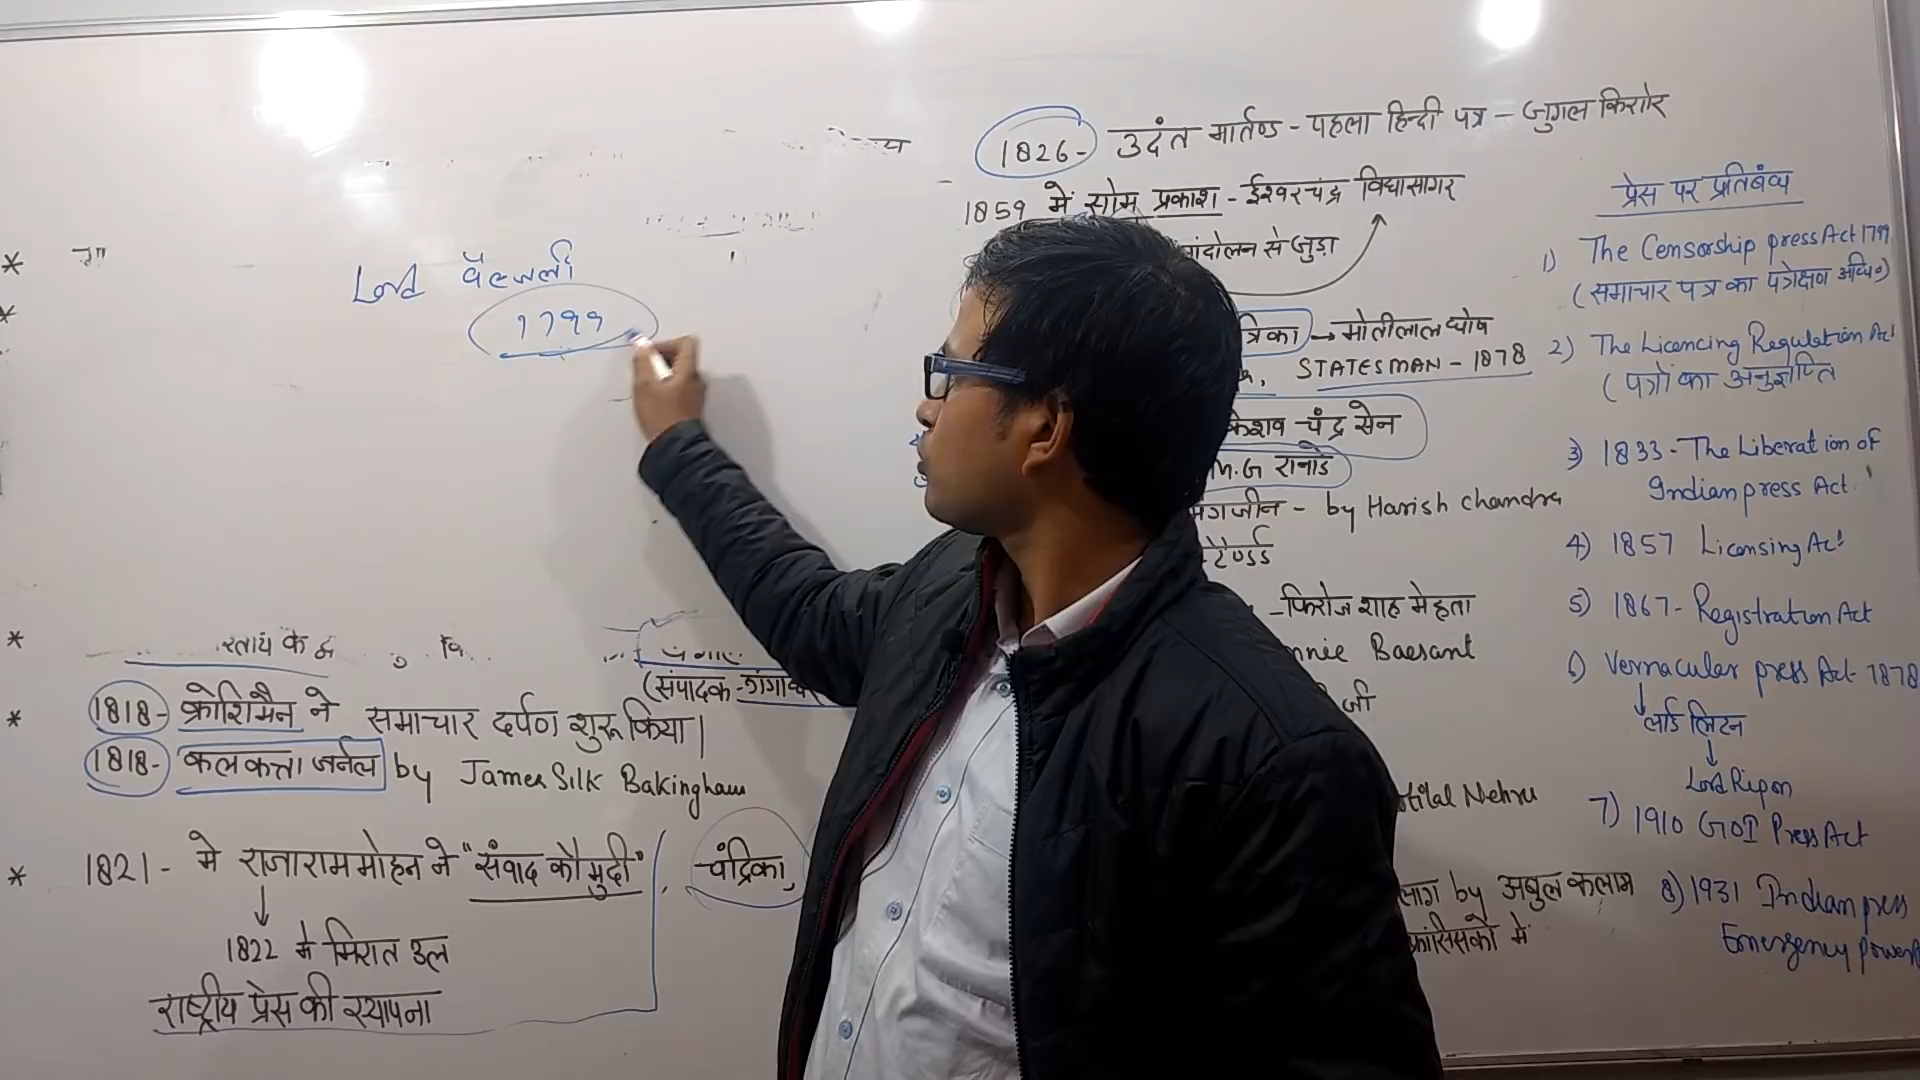 Lord वैल्जली
1799
1818- क्रोशिमैन ने समाचार दर्पण शुरू किया|
(संपादक-गंगाधर
1818- कलकत्ता जर्नल by James Silk Bakingham
1821- मे राजाराममोहन ने "संवाद कौमुदी", चंद्रिका,
1822 मे मिरात उल
राष्ट्रीय प्रेस की स्थापना
1826- उदंत मार्तण्ड - पहला हिन्दी पत्र - जुगल किशोर
1859 में सोम प्रकाश - ईश्वरचंद्र विद्यासागर
से जुड़ा
त्रिका → मोतीलाल घोष
STATESMAN - 1878
केशव चंद्र सेन
M.G रानाडे
मैगजीन - by Harish Chandra
-फिरोज शाह मेहता
nnie Baesant
जी
otilal Nehru
by अबुल कलाम
फ्रांसिसको मे
प्रेस पर प्रतिबंध
1) The Censorship press Act 1799
(समाचार पत्र का पत्रेक्षण अधि०)
2) The Licencing Regulation Act
(पत्रों का अनुज्ञप्ति
3) 1833 - The Liberation of
Indian press Act
4) 1857 Licensing Act
5) 1867 - Registration Act
6) Vernacular press Act 1878
लार्ड लिटन
Lord Ripon
7) 1910 GOI Press Act
8) 1931 Indian press
Emergency power